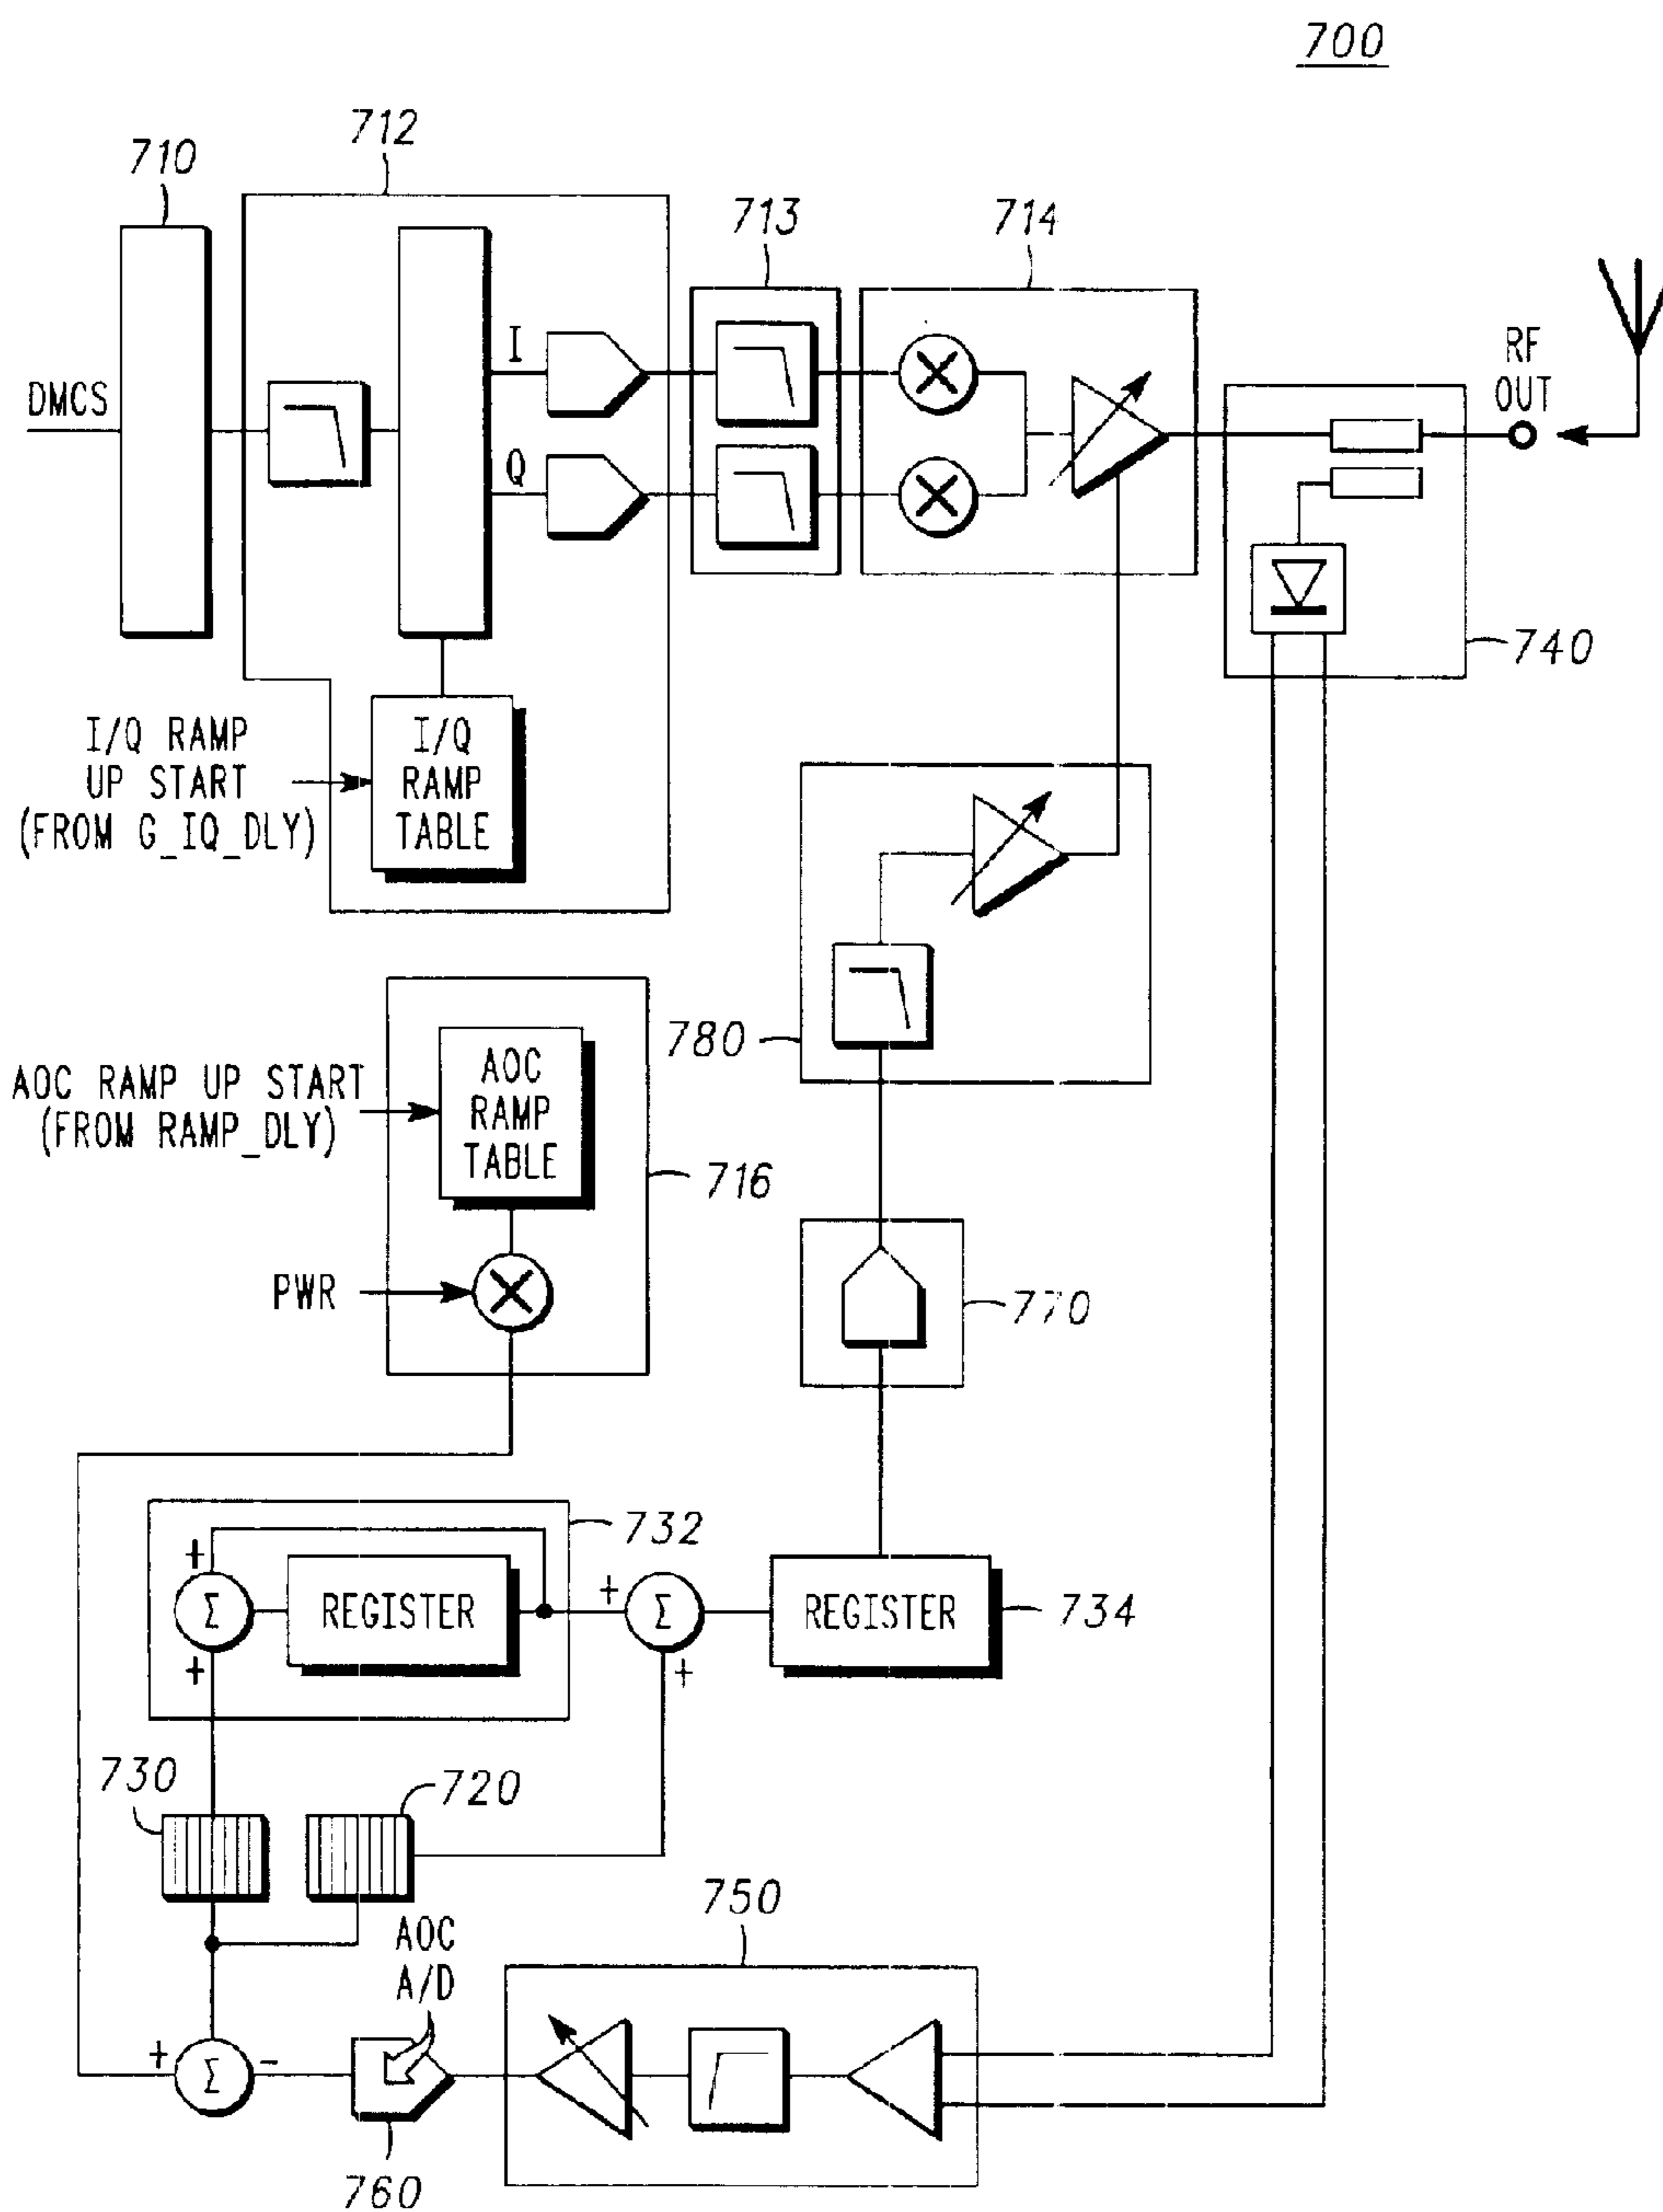 700
712
710
713
714
DMCS
I
Q
RF
OUT
740
I/Q RAMP
UP START
(FROM G_IQ_DLY)
I/Q
RAMP
TABLE
780
AOC RAMP UP START
(FROM RAMP_DLY)
AOC
RAMP
TABLE
716
PWR
770
732
+
Σ
+
REGISTER
+
Σ
+
REGISTER
734
730
720
750
AOC
A/D
+
Σ
-
760